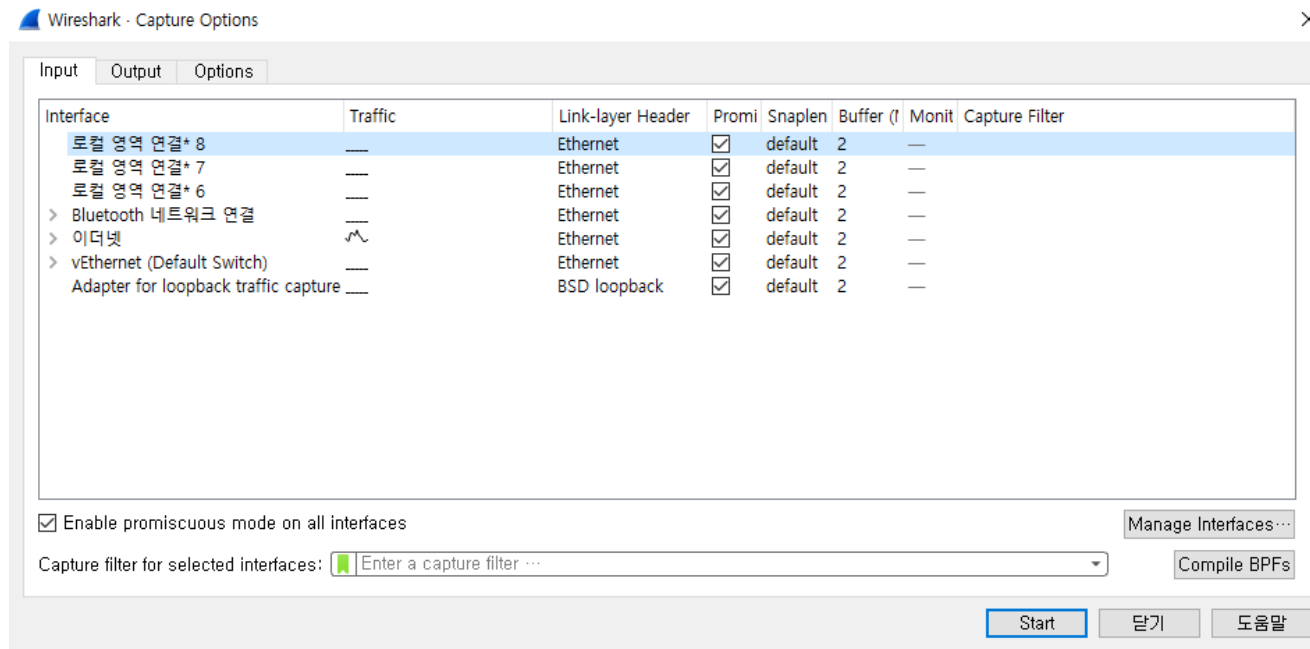 Wireshark · Capture Options
Input Output Options
Interface Traffic Link-layer Header Promi Snaplen Buffer (M Monit Capture Filter
로컬 영역 연결* 8 Ethernet default 2 —
로컬 영역 연결* 7 Ethernet default 2 —
로컬 영역 연결* 6 Ethernet default 2 —
Bluetooth 네트워크 연결 Ethernet default 2 —
이더넷 Ethernet default 2 —
vEthernet (Default Switch) Ethernet default 2 —
Adapter for loopback traffic capture BSD loopback default 2 —
Enable promiscuous mode on all interfaces
Manage Interfaces…
Capture filter for selected interfaces: Enter a capture filter …
Compile BPFs
Start 닫기 도움말